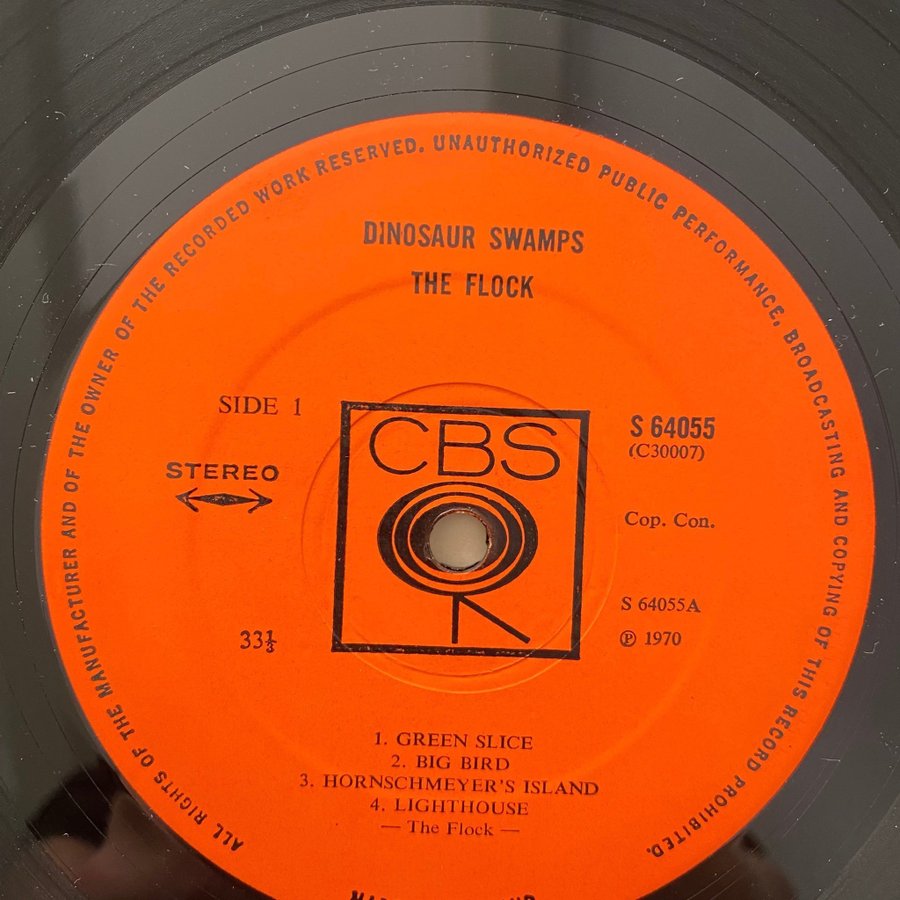 ALL RIGHTS OF THE MANUFACTURER AND OF THE OWNER OF THE RECORDED WORK RESERVED. UNAUTHORIZED PUBLIC PERFORMANCE, BROADCASTING AND COPYING OF THIS RECORD PROHIBITED.
DINOSAUR SWAMPS
THE FLOCK
SIDE 1
STEREO
33⅓
CBS
S 64055
(C30007)
Cop. Con.
S 64055A
℗ 1970
1. GREEN SLICE
2. BIG BIRD
3. HORNSCHMEYER'S ISLAND
4. LIGHTHOUSE
— The Flock —